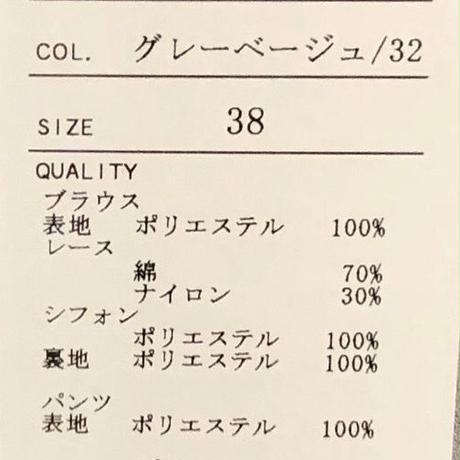 COL. グレーベージュ/32
SIZE 38
QUALITY
ブラウス
表地 ポリエステル 100%
レース
綿 70%
ナイロン 30%
シフォン
ポリエステル 100%
裏地 ポリエステル 100%
パンツ
表地 ポリエステル 100%